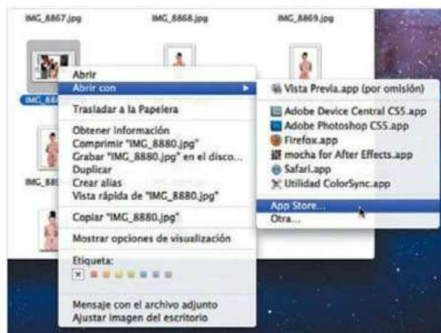 IMG_8867.jpg
IMG_8868.jpg
IMG_8869.jpg
Abrir
Abrir con
Trasladar a la Papelera
Obtener información
Comprimir "IMG_8880.jpg"
Grabar "IMG_8880.jpg" en el disco...
Duplicar
Crear alias
Vista rápida de "IMG_8880.jpg"
Copiar "IMG_8880.jpg"
Mostrar opciones de visualización
Etiqueta:
Mensaje con el archivo adjunto
Ajustar imagen del escritorio
Vista Previa.app (por omisión)
Adobe Device Central CS5.app
Adobe Photoshop CS5.app
Firefox.app
mocha for After Effects.app
Safari.app
Utilidad ColorSync.app
App Store...
Otra...